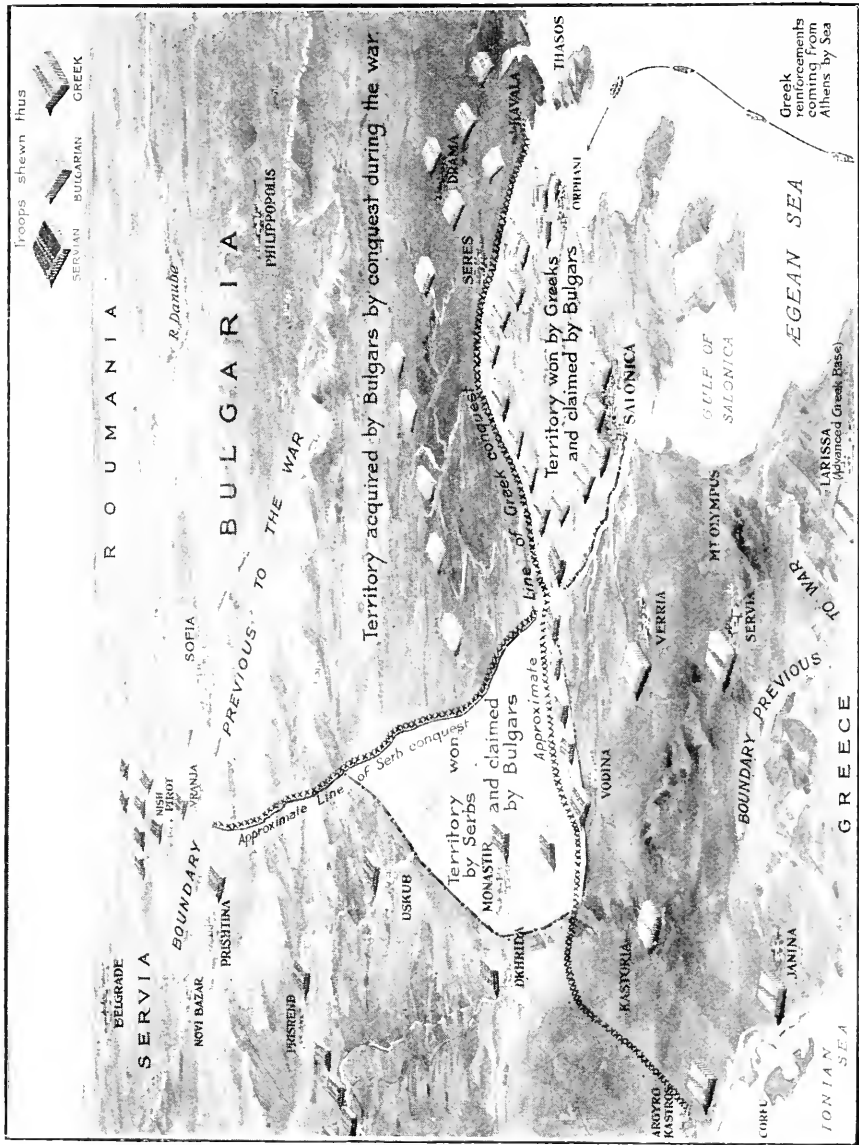 Troops shewn thus
SERVIAN BULGARIAN GREEK
ROUMANIA
R. Danube
BELGRADE
SERVIA
NISH
PIROT
VRANJA
SOFIA
BULGARIA
PHILIPPOPOLIS
NOVI BAZAR
BOUNDARY PREVIOUS TO THE WAR
PRISHTINA
PRISREND
Approximate Line of Serb conquest
USKUB
Territory acquired by Bulgars by conquest during the war.
DRAMA
SERES
KAVALA
THASOS
Territory won
by Serbs and claimed
by Bulgars
MONASTIR
OKHRIDA
Approximate Line of Greek conquest
Territory won by Greeks
and claimed by Bulgars
ORPHANI
SALONICA
VODINA
VERRIA
KASTORIA
GULF OF
SALONICA
ÆGEAN SEA
Greek
reinforcements
coming from
Athens by Sea
MT OLYMPUS
SERVIA
ARGYRO
KASTROS
JANINA
BOUNDARY PREVIOUS TO WAR
LARISSA
(Advanced Greek Base)
CORFU
GREECE
IONIAN
SEA